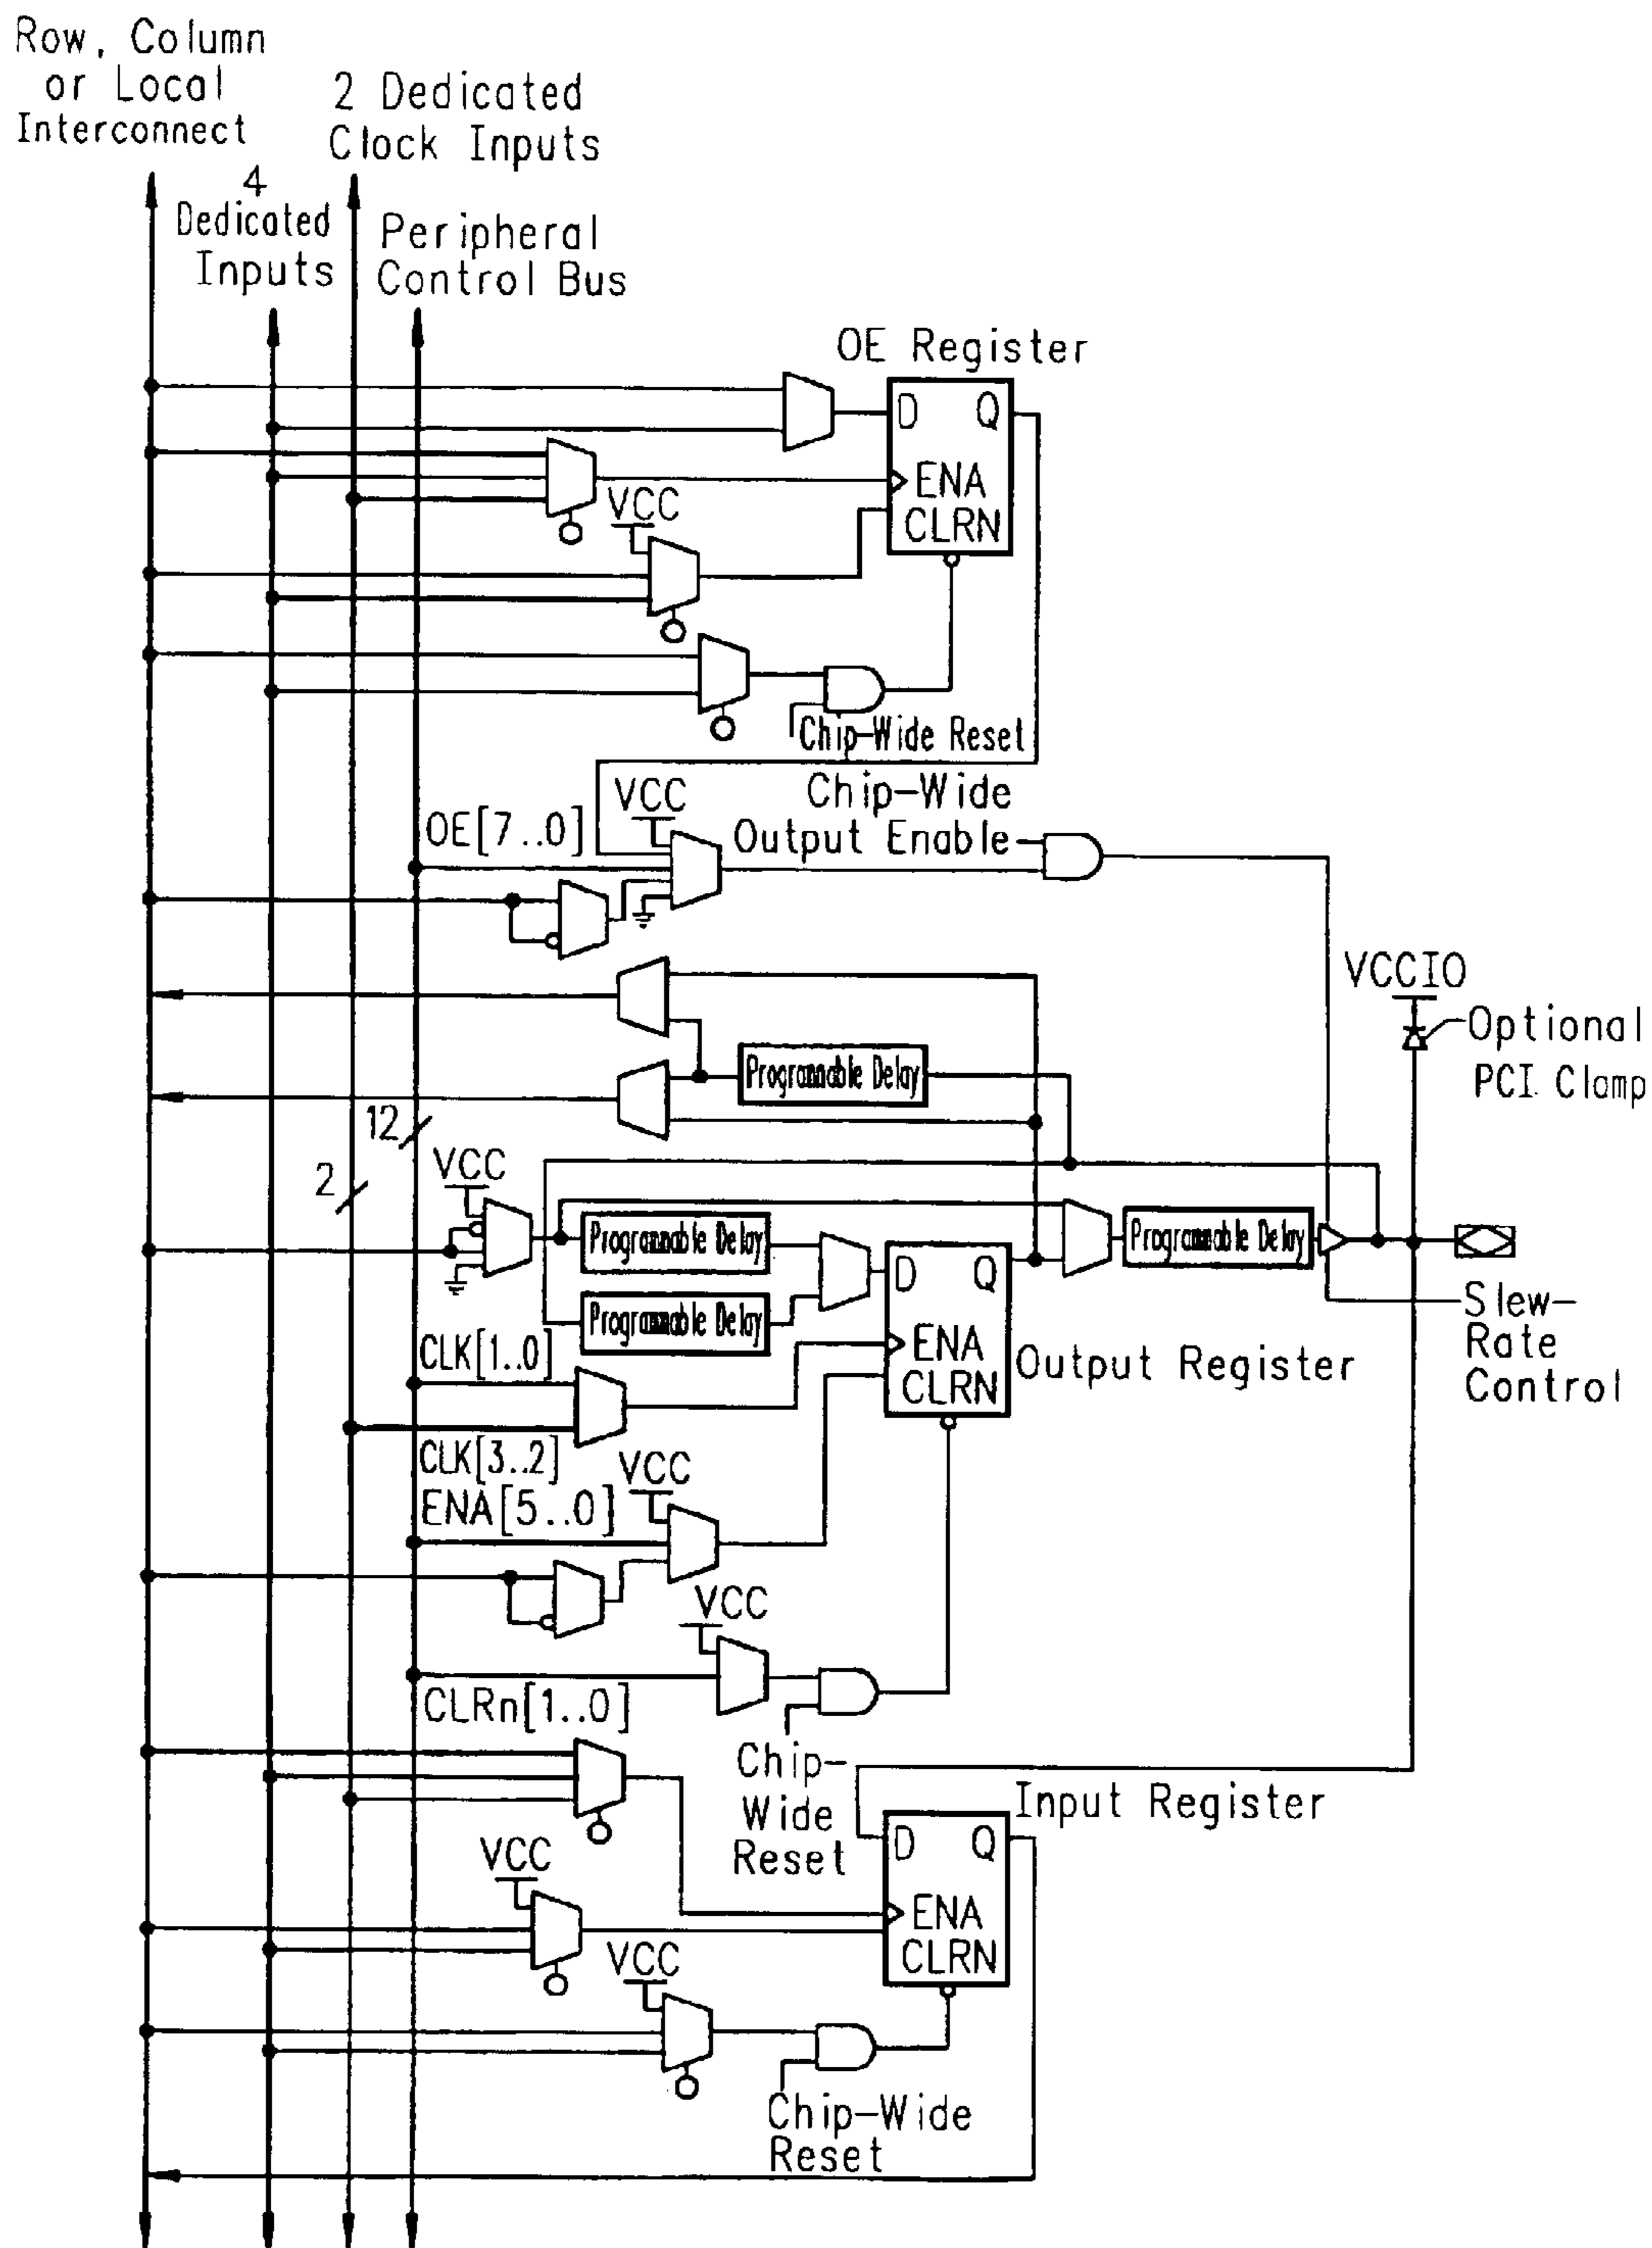 Row, Column
or Local
Interconnect
4
Dedicated
Inputs
2 Dedicated
Clock Inputs
Peripheral
Control Bus
OE Register
D Q
ENA
CLRN
VCC
Chip-Wide Reset
Chip-Wide
Output Enable
VCC
OE[7..0]
VCCIO
Optional
PCI Clamp
Programmable Delay
12
2
VCC
Programmable Delay
Programmable Delay
Programmable Delay
D Q
ENA
CLRN
Output Register
Slew-
Rate
Control
CLK[1..0]
CLK[3..2]
ENA[5..0]
VCC
VCC
CLRn[1..0]
Chip-
Wide
Reset
Input Register
D Q
ENA
CLRN
VCC
VCC
Chip-Wide
Reset